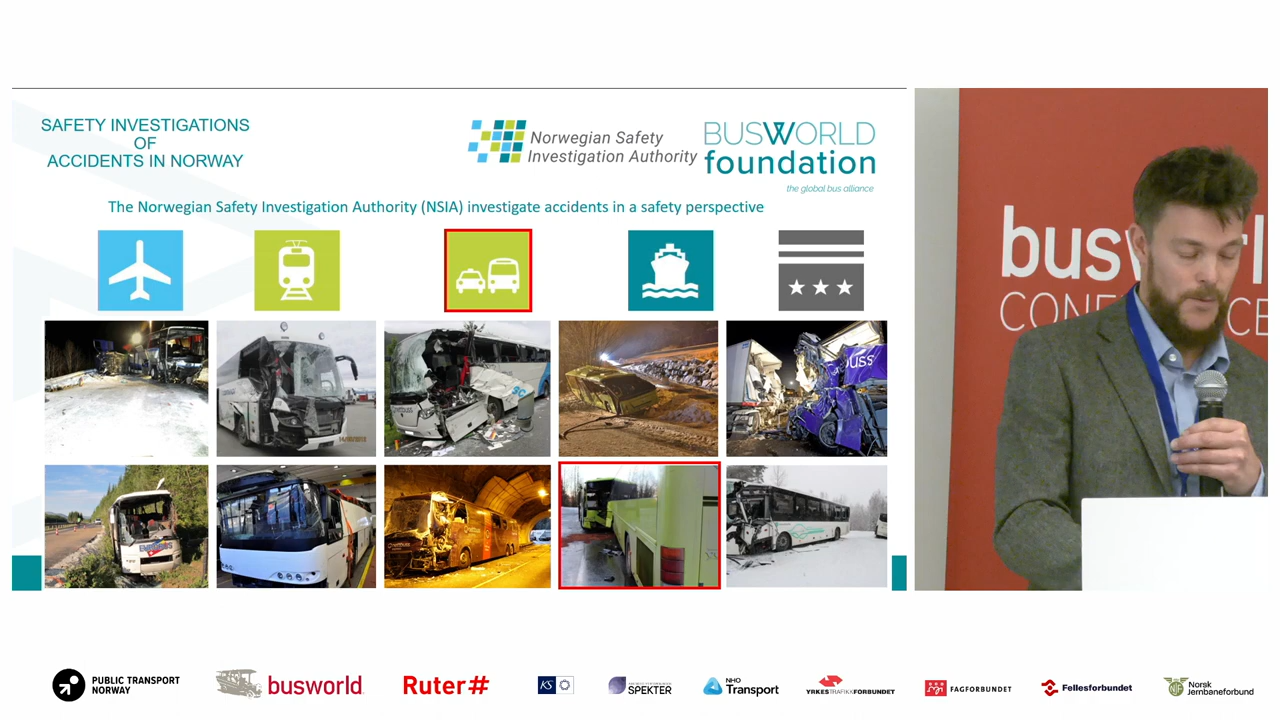 SAFETY INVESTIGATIONS
OF
ACCIDENTS IN NORWAY
Norwegian Safety
Investigation Authority
BUSWORLD
foundation
the global bus alliance
The Norwegian Safety Investigation Authority (NSIA) investigate accidents in a safety perspective
PUBLIC TRANSPORT
NORWAY
busworld
Ruter#
KS
SPEKTER
NHO
Transport
YRKESTRAFIKKFORBUNDET
FAGFORBUNDET
Fellesforbundet
Norsk
Jernbaneforbund